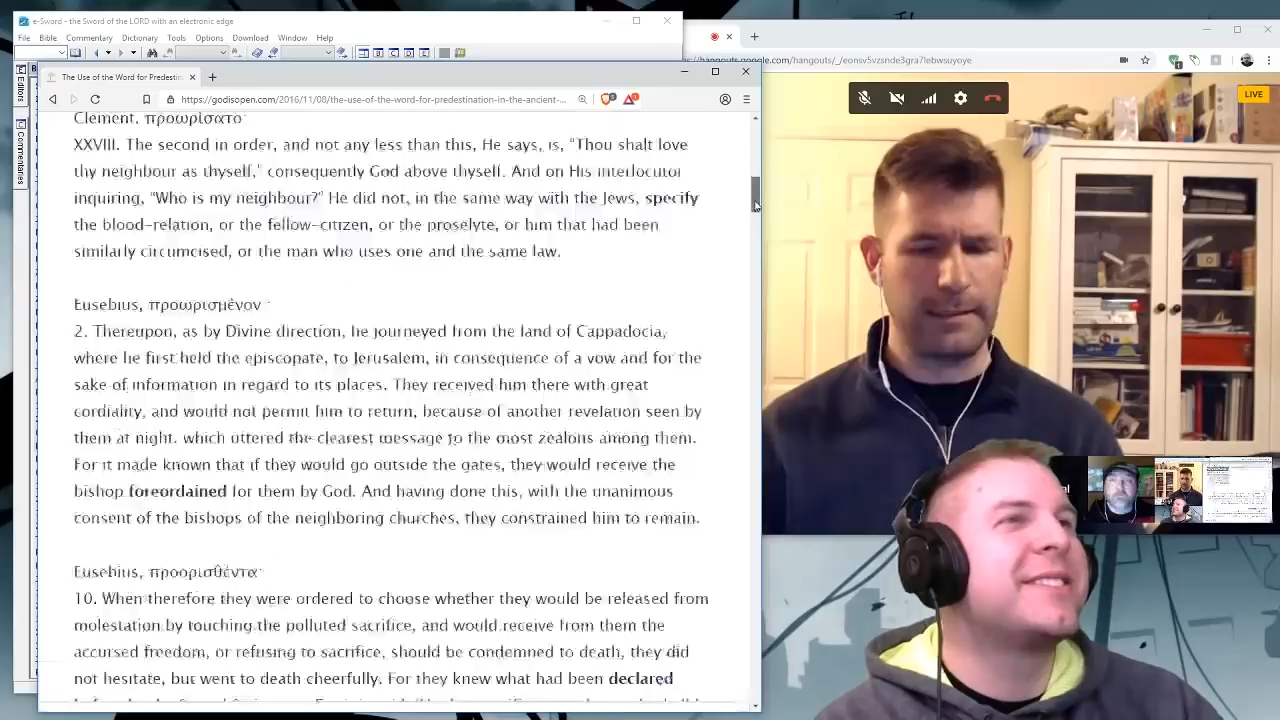 e-Sword - the Sword of the LORD with an electronic edge
File Bible Commentary Dictionary Tools Options Download Window Help
Editors
Commentaries
The Use of the Word for Predestin
https://godisopen.com/2016/11/08/the-use-of-the-word-for-predestination-in-the-ancient-...
hangouts.google.com/hangouts/_/eonsv5vzsnde3gra7lebwsuyoye
LIVE
Clement, προωρίσατο
XXVIII. The second in order, and not any less than this, He says, is, "Thou shalt love
thy neighbour as thyself," consequently God above thyself. And on His interlocutor
inquiring, "Who is my neighbour?" He did not, in the same way with the Jews, specify
the blood-relation, or the fellow-citizen, or the proselyte, or him that had been
similarly circumcised, or the man who uses one and the same law.
Eusebius, προωρισμένον
2. Thereupon, as by Divine direction, he journeyed from the land of Cappadocia,
where he first held the episcopate, to Jerusalem, in consequence of a vow and for the
sake of information in regard to its places. They received him there with great
cordiality, and would not permit him to return, because of another revelation seen by
them at night, which uttered the clearest message to the most zealous among them.
For it made known that if they would go outside the gates, they would receive the
bishop foreordained for them by God. And having done this, with the unanimous
consent of the bishops of the neighboring churches, they constrained him to remain.
Eusebius, προορισθέντα
10. When therefore they were ordered to choose whether they would be released from
molestation by touching the polluted sacrifice, and would receive from them the
accursed freedom, or refusing to sacrifice, should be condemned to death, they did
not hesitate, but went to death cheerfully. For they knew what had been declared